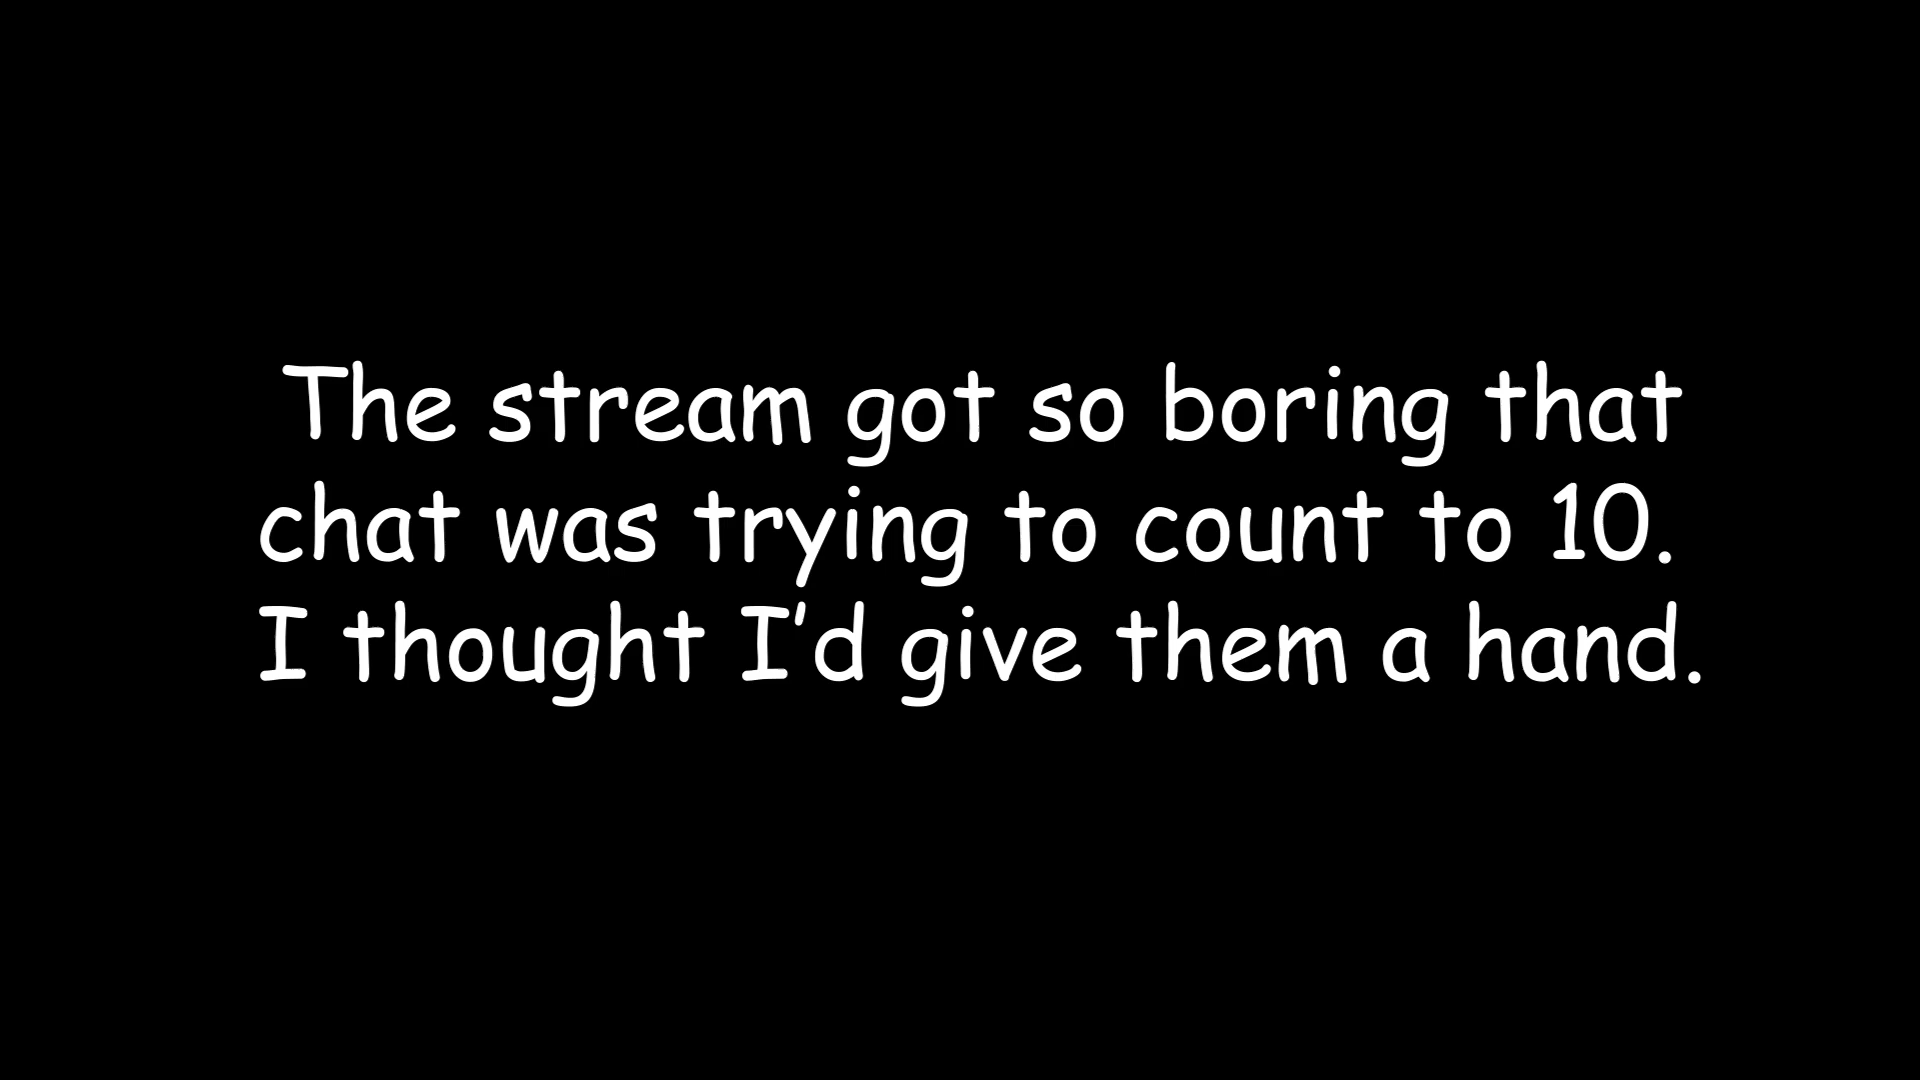 The stream got so boring that
chat was trying to count to 10.
I thought I’d give them a hand.